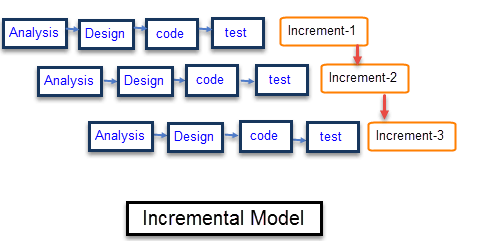 Analysis Design code test Increment-1
Analysis Design code test Increment-2
Analysis Design code test Increment-3
Incremental Model